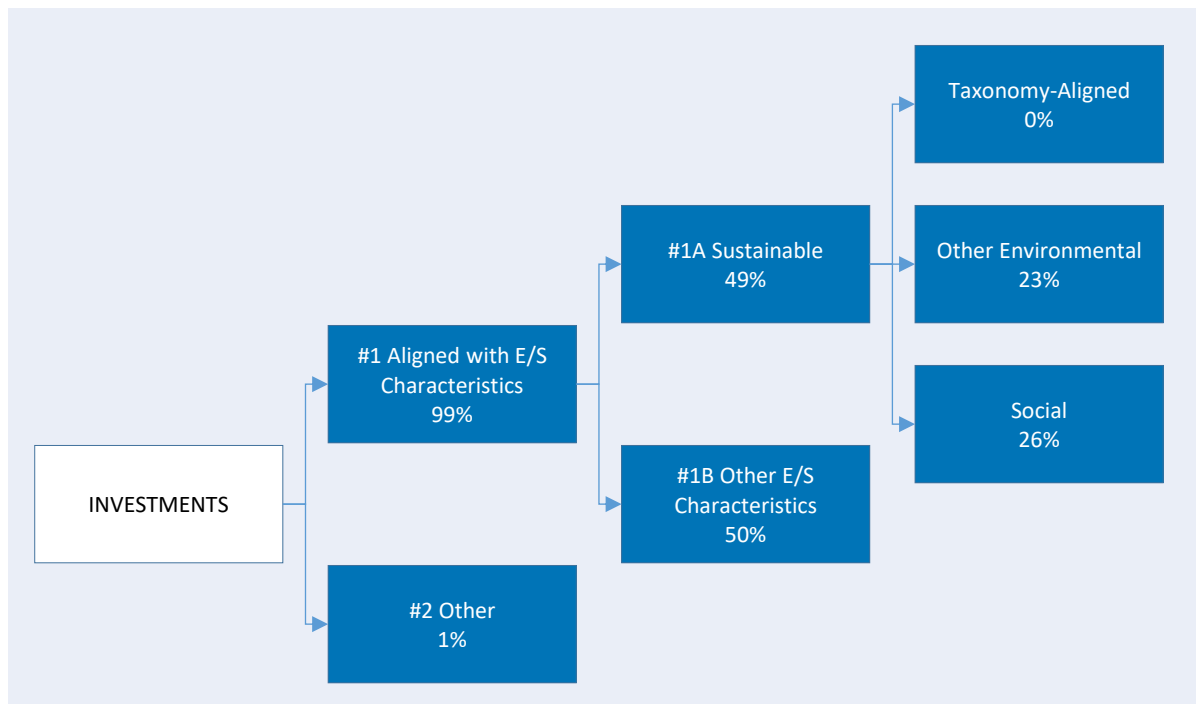 INVESTMENTS
#1 Aligned with E/S
Characteristics
99%
#2 Other
1%
#1A Sustainable
49%
#1B Other E/S
Characteristics
50%
Taxonomy-Aligned
0%
Other Environmental
23%
Social
26%